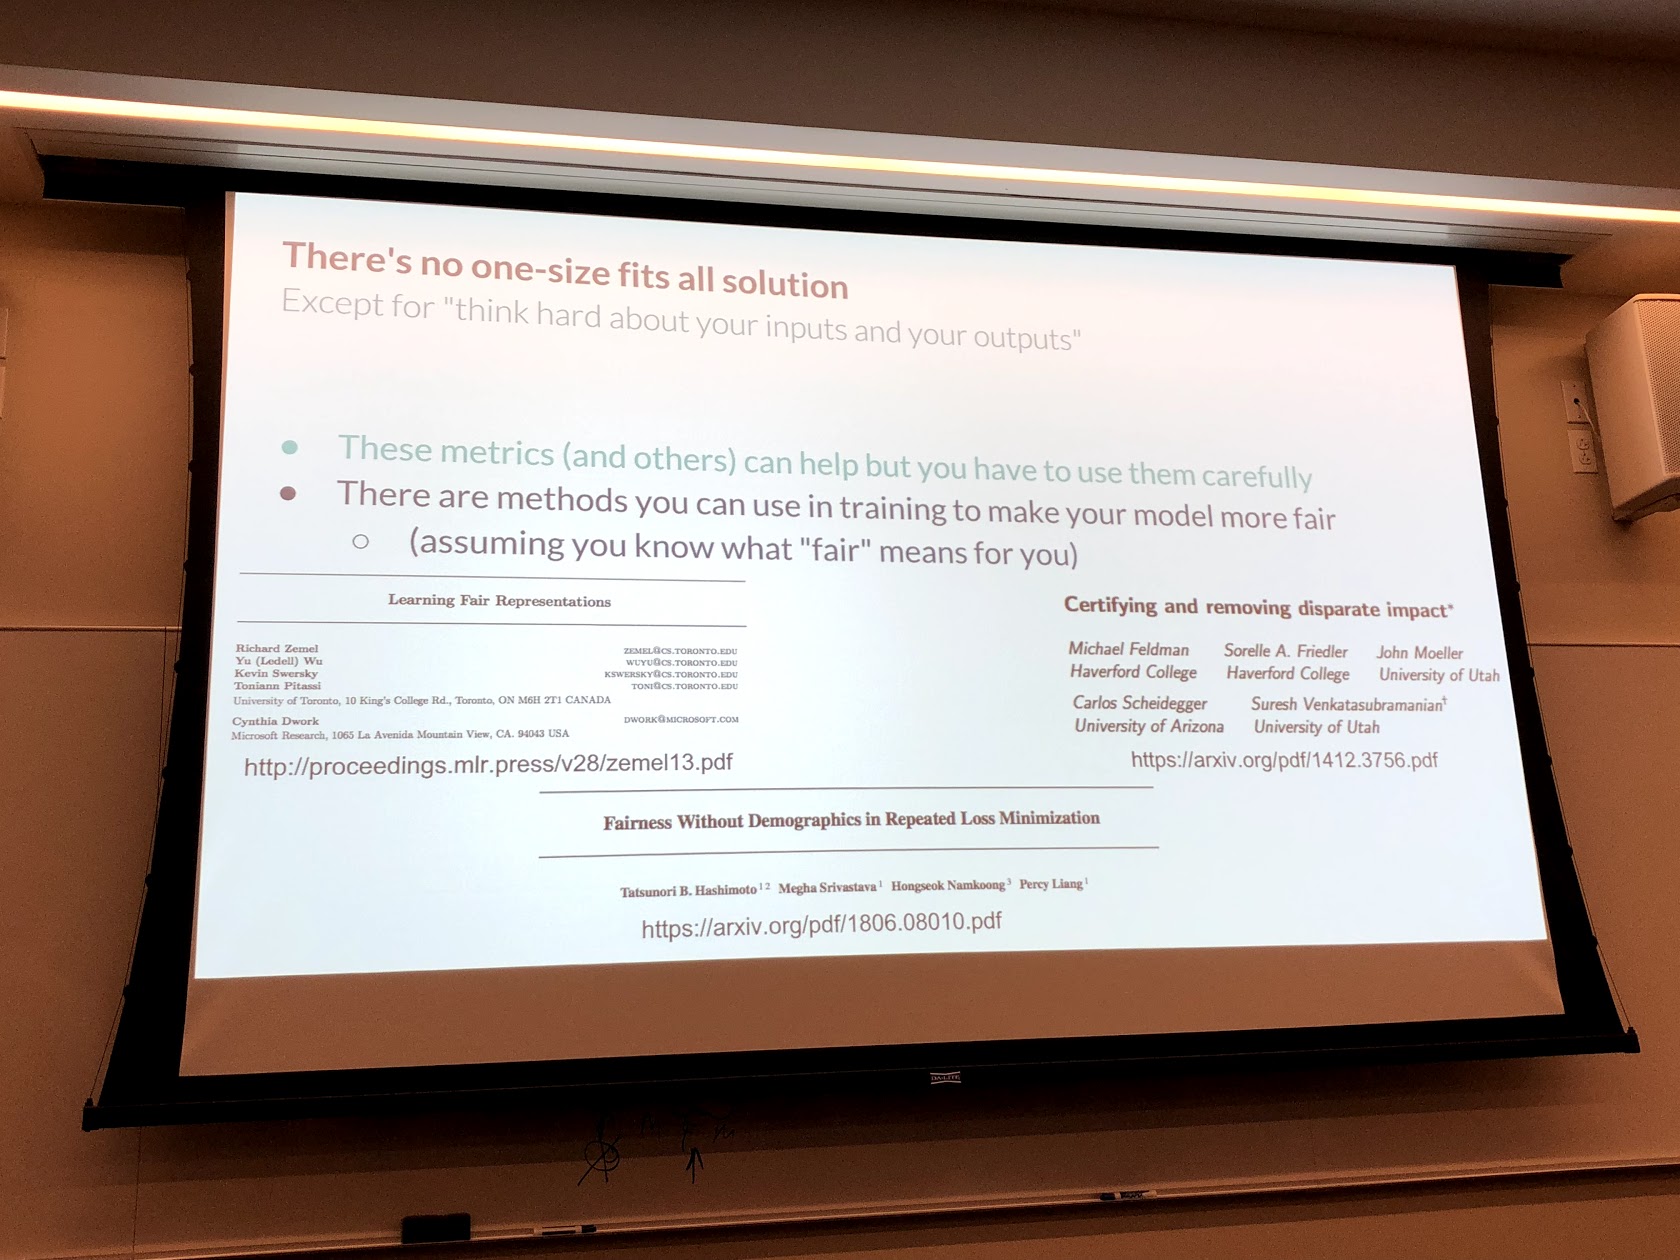 There's no one-size fits all solution
Except for "think hard about your inputs and your outputs"
● These metrics (and others) can help but you have to use them carefully
● There are methods you can use in training to make your model more fair
○ (assuming you know what "fair" means for you)
Learning Fair Representations
Richard Zemel ZEMEL@CS.TORONTO.EDU
Yu (Ledell) Wu WUYU@CS.TORONTO.EDU
Kevin Swersky KSWERSKY@CS.TORONTO.EDU
Toniann Pitassi TONI@CS.TORONTO.EDU
University of Toronto, 10 King's College Rd., Toronto, ON M6H 2T1 CANADA
Cynthia Dwork DWORK@MICROSOFT.COM
Microsoft Research, 1065 La Avenida Mountain View, CA. 94043 USA
http://proceedings.mlr.press/v28/zemel13.pdf
Certifying and removing disparate impact*
Michael Feldman Sorelle A. Friedler John Moeller
Haverford College Haverford College University of Utah
Carlos Scheidegger Suresh Venkatasubramanian†
University of Arizona University of Utah
https://arxiv.org/pdf/1412.3756.pdf
Fairness Without Demographics in Repeated Loss Minimization
Tatsunori B. Hashimoto 1 2 Megha Srivastava 1 Hongseok Namkoong 3 Percy Liang 1
https://arxiv.org/pdf/1806.08010.pdf
DA-LITE